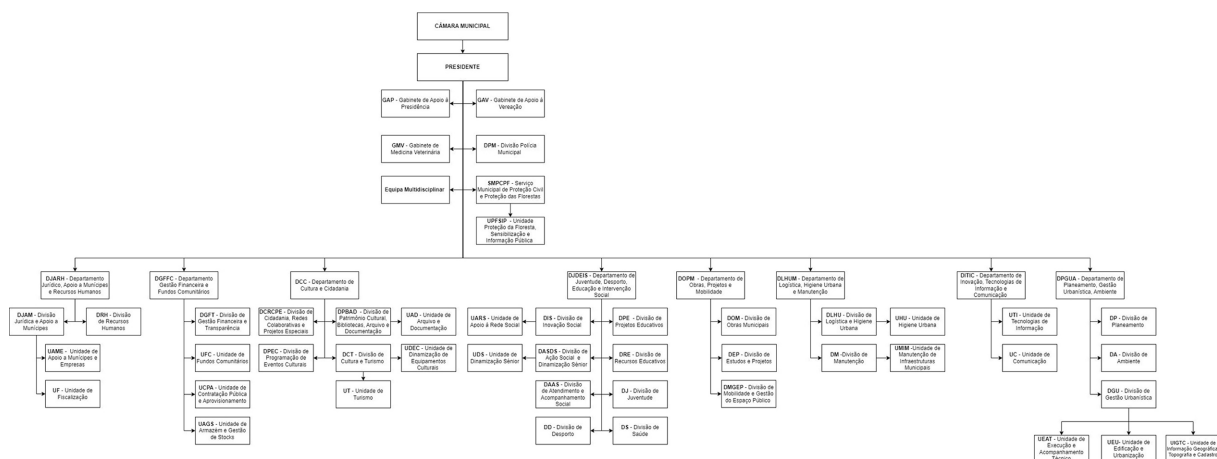 CÂMARA MUNICIPAL
PRESIDENTE
GAP - Gabinete de Apoio á
Presidência
GAV - Gabinete de Apoio á
Vereação
GMV - Gabinete de
Medicina Veterinária
DPM - Divisão Polícia
Municipal
Equipa Multidisciplinar
SMPCPF - Serviço
Municipal de Proteção Civil
e Proteção das Florestas
UPFSIP - Unidade
Proteção da Floresta,
Sensibilização e
Informação Pública
DJARH - Departamento
Jurídico, Apoio a Munícipes
e Recursos Humanos
DGFFC - Departamento
Gestão Financeira e
Fundos Comunitários
DCC - Departamento de
Cultura e Cidadania
DJDEIS - Departamento de
Juventude, Desporto,
Educação e Intervenção
Social
DOPM - Departamento de
Obras, Projetos e
Mobilidade
DLHUM - Departamento de
Logística, Higiene Urbana
e Manutenção
DITIC - Departamento de
Inovação, Tecnologias de
Informação e
Comunicação
DPGUA - Departamento de
Planeamento, Gestão
Urbanística, Ambiente
DJAM - Divisão
Jurídica e Apoio a
Munícipes
DRH - Divisão de
Recursos
Humanos
UAME - Unidade de
Apoio a Munícipes e
Empresas
UF - Unidade de
Fiscalização
DGFT - Divisão de
Gestão Financeira e
Transparência
UFC - Unidade de
Fundos Comunitários
UCPA - Unidade de
Contratação Pública
e Aprovisionamento
UAGS - Unidade de
Armazém e Gestão
de Stocks
DCRCPE - Divisão de
Cidadania, Redes
Colaborativas e
Projetos Especiais
DPBAD - Divisão de
Património Cultural,
Bibliotecas, Arquivo e
Documentação
UAD - Unidade de
Arquivo e
Documentação
DPEC - Divisão de
Programação de
Eventos Culturais
DCT - Divisão de
Cultura e Turismo
UDEC - Unidade de
Dinamização de
Equipamentos
Culturais
UT - Unidade de
Turismo
UARS - Unidade de
Apoio à Rede Social
DIS - Divisão de
Inovação Social
DPE - Divisão de
Projetos Educativos
UDS - Unidade de
Dinamização Sénior
DASDS - Divisão de
Ação Social e
Dinamização Sénior
DRE - Divisão de
Recursos Educativos
DAAS - Divisão
de Atendimento e
Acompanhamento
Social
DJ - Divisão de
Juventude
DD - Divisão de
Desporto
DS - Divisão de
Saúde
DOM - Divisão de
Obras Municipais
DEP - Divisão de
Estudos e Projetos
DMGEP - Divisão de
Mobilidade e Gestão
do Espaço Público
DLHU - Divisão de
Logística e Higiene
Urbana
UHU - Unidade de
Higiene Urbana
DM -Divisão de
Manutenção
UMIM - Unidade de
Manutenção de
Infraestruturas
Municipais
UTI - Unidade de
Tecnologias de
Informação
UC - Unidade de
Comunicação
DP - Divisão de
Planeamento
DA - Divisão de
Ambiente
DGU - Divisão de
Gestão Urbanística
UEAT - Unidade de
Execução e
Acompanhamento
Técnico
UEU- Unidade de
Edificação e
Urbanização
UIGTC - Unidade de
Informação Geográfica,
Topografia e Cadastro